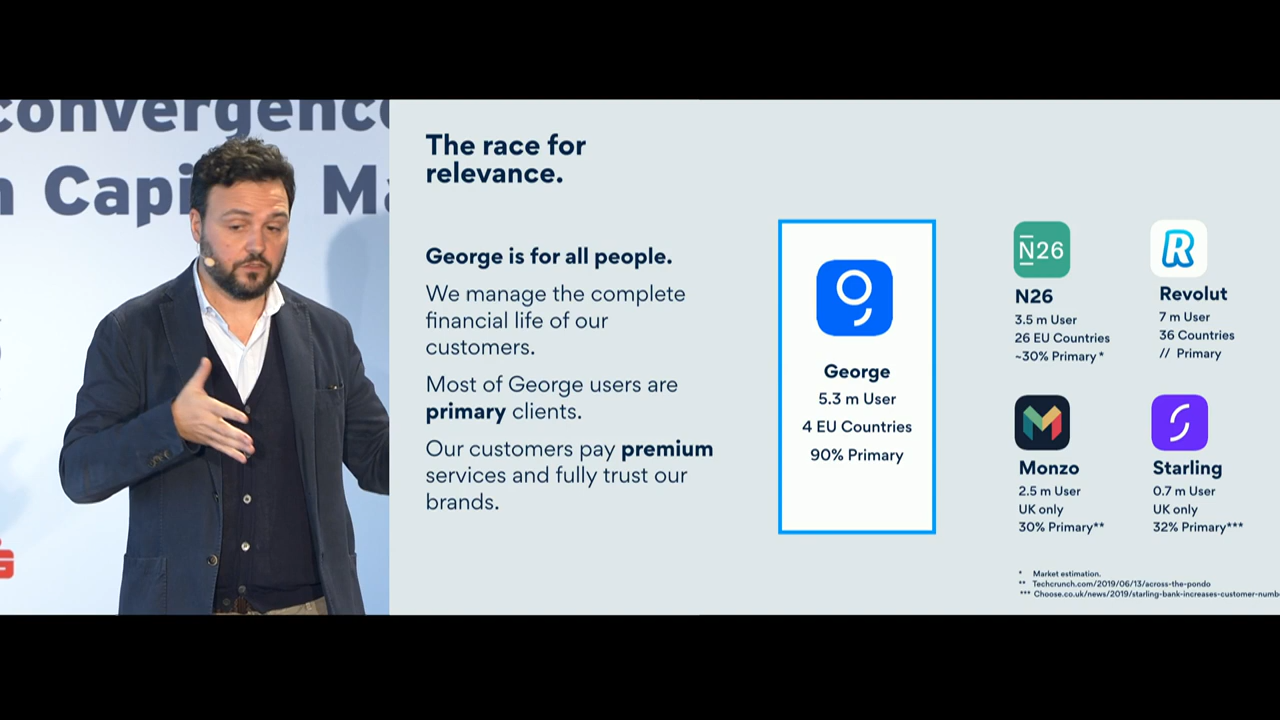 convergence
Capi
Ma
The race for
relevance.
George is for all people.
We manage the complete
financial life of our
customers.
Most of George users are
primary clients.
Our customers pay premium
services and fully trust our
brands.
George
5.3 m User
4 EU Countries
90% Primary
N26
N26
3.5 m User
26 EU Countries
~30% Primary *
R
Revolut
7 m User
36 Countries
// Primary
Monzo
2.5 m User
UK only
30% Primary**
Starling
0.7 m User
UK only
32% Primary***
* Market estimation.
** Techcrunch.com/2019/06/13/across-the-pondo
*** Choose.co.uk/news/2019/starling-bank-increases-customer-numb